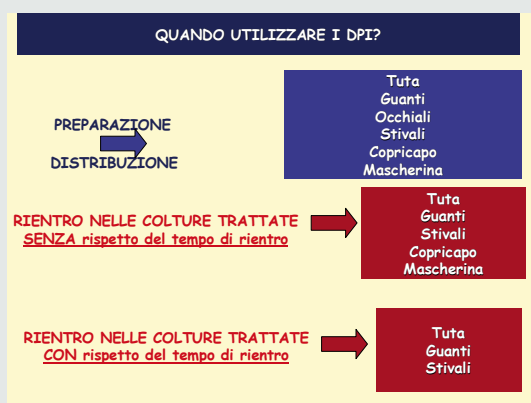 QUANDO UTILIZZARE I DPI?
PREPARAZIONE
DISTRIBUZIONE
Tuta
Guanti
Occhiali
Stivali
Copricapo
Mascherina
RIENTRO NELLE COLTURE TRATTATE
SENZA rispetto del tempo di rientro
Tuta
Guanti
Stivali
Copricapo
Mascherina
RIENTRO NELLE COLTURE TRATTATE
CON rispetto del tempo di rientro
Tuta
Guanti
Stivali